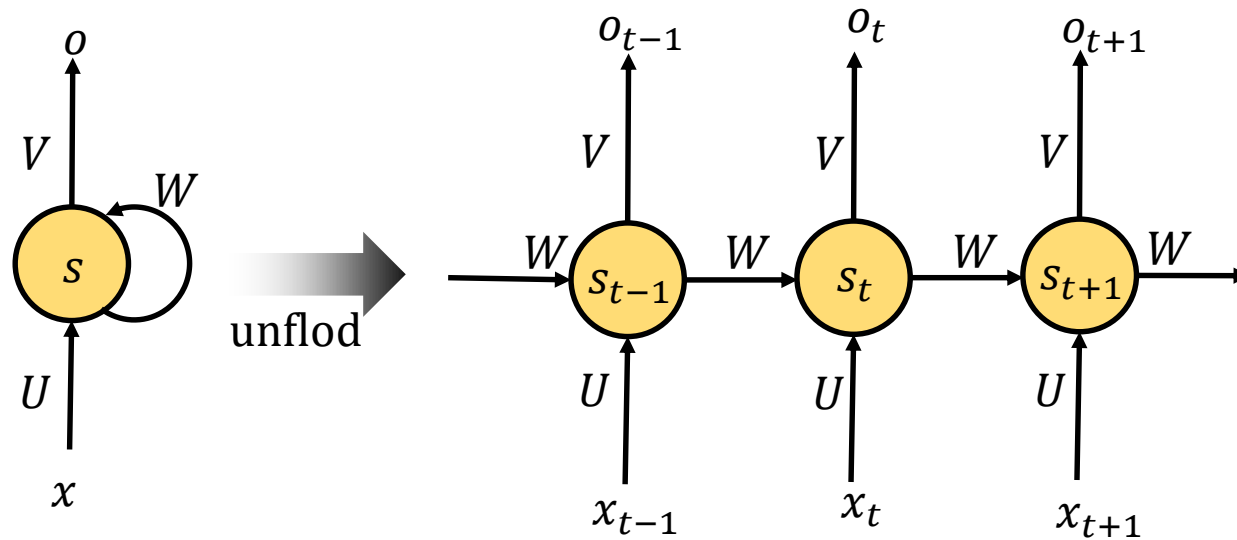 o o_{t−1} o_t o_{t+1}
V V V V
W
s W s_{t−1} W s_t W s_{t+1} W
unflod
U U U U
x x_{t−1} x_t x_{t+1}